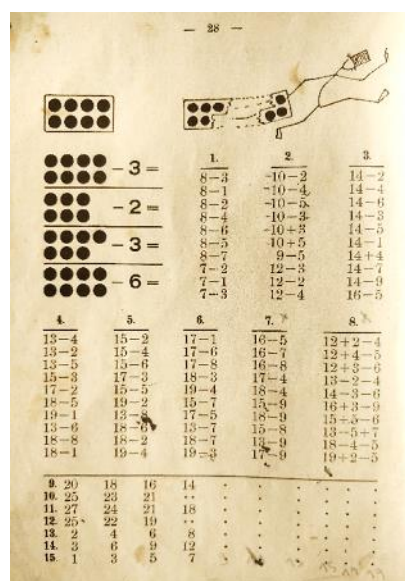 — 28 —
- 3 =
- 2 =
- 3 =
- 6 =
1. 2. 3.
8−3 10−2 14−2
8−1 10−4 14−4
8−2 10−5 14−6
8−4 10−3 14−3
8−6 10+3 14−5
8−5 10+5 14−1
8−7 9−5 14+4
7−2 12−3 14−7
7−1 12−2 14−9
7−3 12−4 16−5
4. 5. 6. 7. 8.
13−4 15−2 17−1 16−5 12+2−4
13−2 15−4 17−6 16−7 12+4−5
13−5 15−6 17−8 16−8 12+3−6
15−3 17−3 18−3 17−4 13−2−4
17−2 15−5 19−4 18−4 14−3−6
18−5 19−2 15−7 15−9 16+3−9
19−1 13−8 17−5 18−9 15+5−6
13−6 18−6 13−7 15−8 13−5+7
18−8 18−2 18−7 13−9 18−4−5
18−1 19−4 19−3 17−9 19+2−5
9. 20 18 16 14 . . . . . .
10. 25 23 21 . . . . . . . .
11. 27 24 21 18 . . . . . .
12. 25 22 19 . . . . . . . .
13. 2 4 6 8 . . . . . .
14. 3 6 9 12 . . . . . .
15. 1 3 5 7 . . . . . .